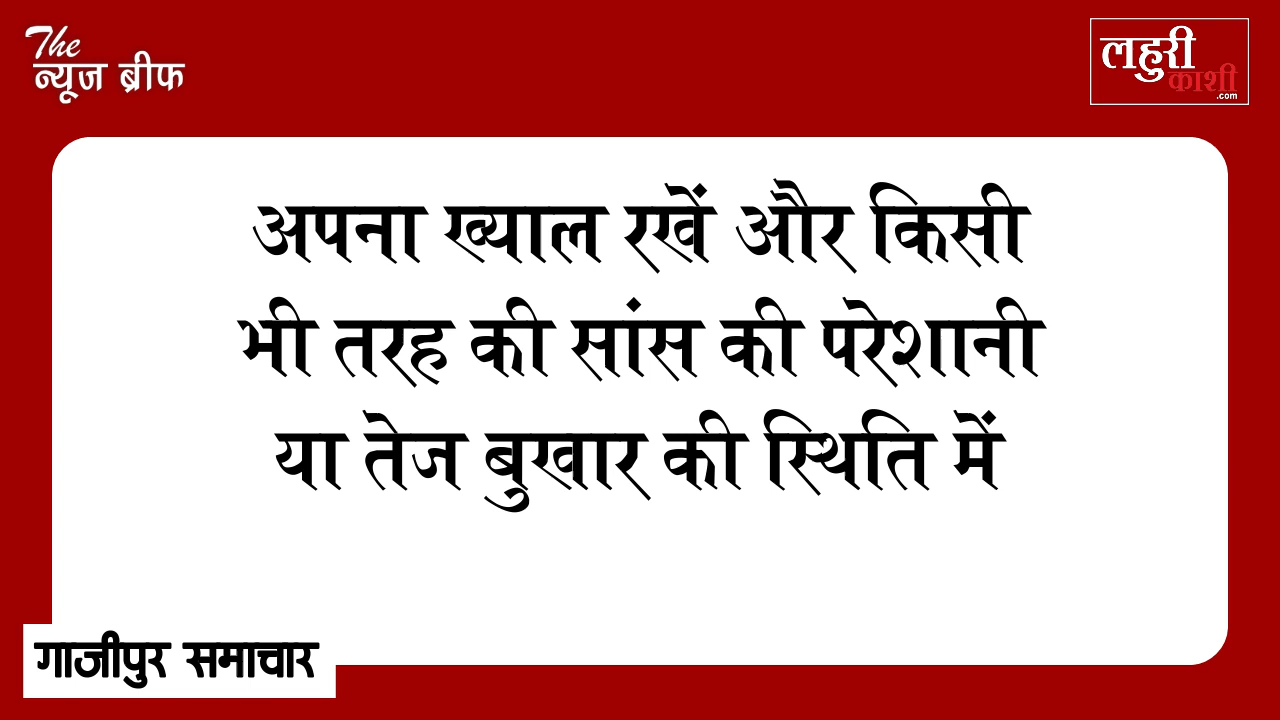 The
न्यूज ब्रीफ
लहुरी
काशी
.com
अपना ख्याल रखें और किसी
भी तरह की सांस की परेशानी
या तेज बुखार की स्थिति में
गाजीपुर समाचार